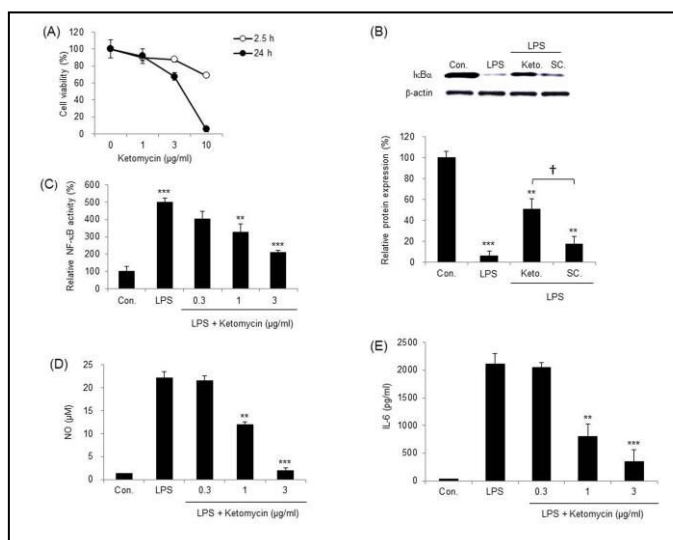 (A)
120
100
80
60
40
20
0
Cell viability (%)
2.5 h
24 h
0 1 3 10
Ketomycin (μg/ml)
(B)
LPS
Con. LPS Keto. SC.
IκBα
β-actin
120
100
80
60
40
20
0
Relative protein expression (%)
***
**
†
**
Con. LPS Keto. SC.
LPS
(C)
600
500
400
300
200
100
0
Relative NF-κB activity (%)
***
**
***
Con. LPS 0.3 1 3
LPS + Ketomycin (μg/ml)
(D)
25
20
15
10
5
0
NO (μM)
**
***
Con. LPS 0.3 1 3
LPS + Ketomycin (μg/ml)
(E)
2500
2000
1500
1000
500
0
IL-6 (pg/ml)
**
***
Con. LPS 0.3 1 3
LPS + Ketomycin (μg/ml)